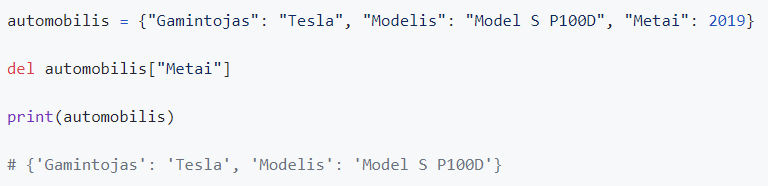 automobilis = {"Gamintojas": "Tesla", "Modelis": "Model S P100D", "Metai": 2019}
del automobilis["Metai"]
print(automobilis)
# {'Gamintojas': 'Tesla', 'Modelis': 'Model S P100D'}